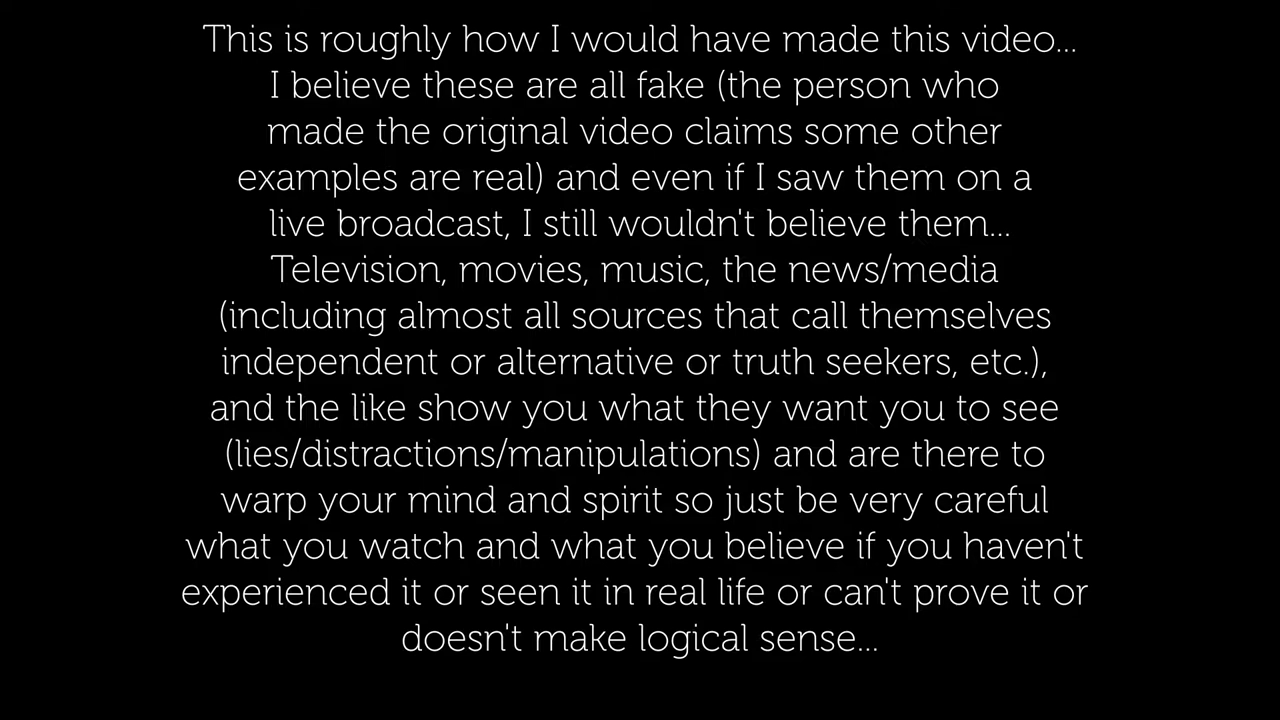 This is roughly how I would have made this video...
I believe these are all fake (the person who
made the original video claims some other
examples are real) and even if I saw them on a
live broadcast, I still wouldn't believe them...
Television, movies, music, the news/media
(including almost all sources that call themselves
independent or alternative or truth seekers, etc.),
and the like show you what they want you to see
(lies/distractions/manipulations) and are there to
warp your mind and spirit so just be very careful
what you watch and what you believe if you haven't
experienced it or seen it in real life or can't prove it or
doesn't make logical sense...